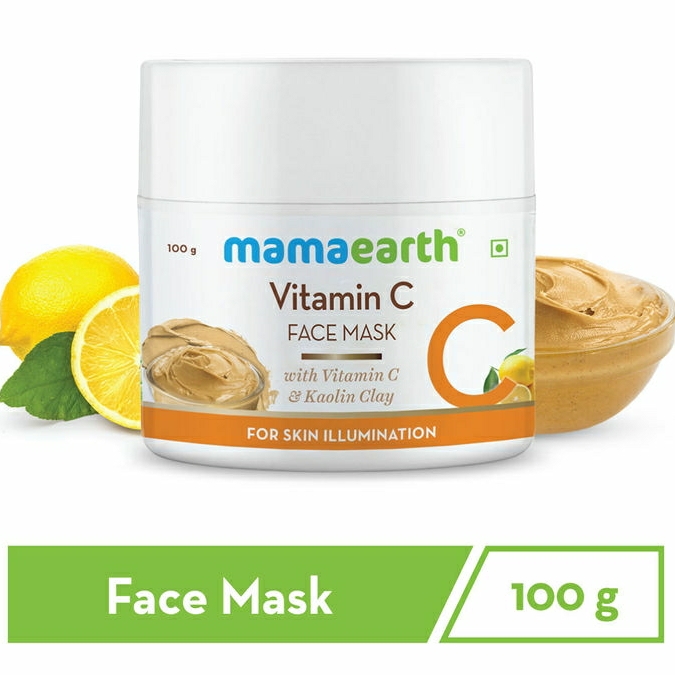 100 g
mamaearth®
Vitamin C
FACE MASK
with Vitamin C
& Kaolin Clay
C
FOR SKIN ILLUMINATION
Face Mask
100 g